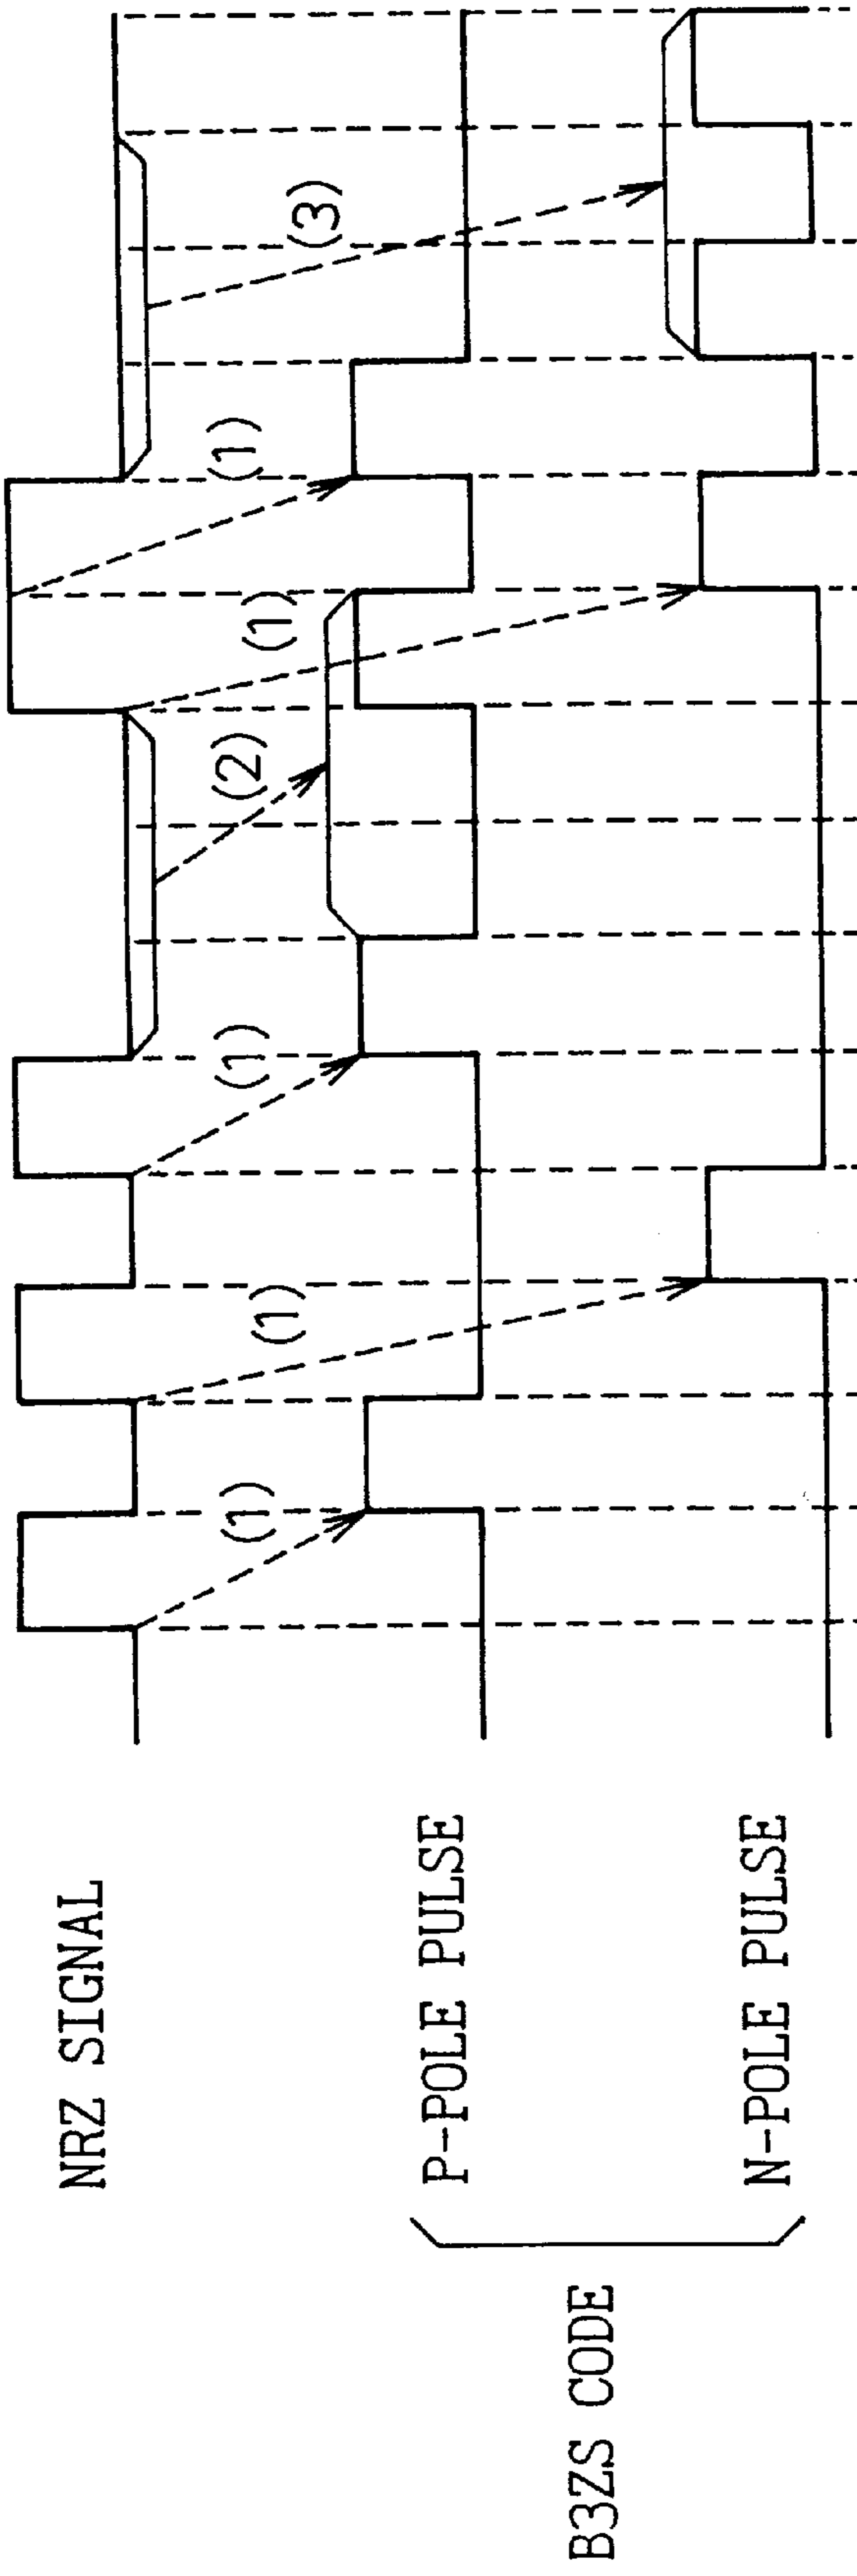 NRZ SIGNAL
B3ZS CODE
P-POLE PULSE
N-POLE PULSE
(1)
(1)
(1)
(2)
(1)
(1)
(3)